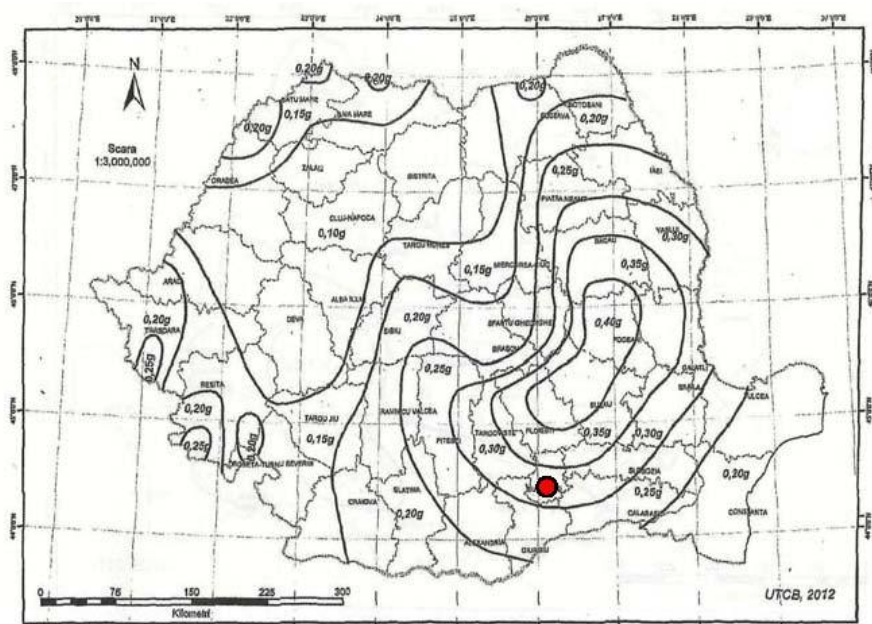 N
Scara
1:3,000,000
0,20g
0,20g
0,20g
SATU MARE
0,15g
BAIA MARE
SUCEAVA
BOTOSANI
0,20g
0,20g
ORADEA
ZALAU
BISTRITA
0,25g
IASI
PIATRA NEAMT
CLUJ-NAPOCA
0,10g
TARGU MURES
BACAU
VASLUI
0,30g
0,15g
MIERCUREA-CIUC
0,35g
ARAD
ALBA IULIA
DEVA
0,20g
SIBIU
0,20g
TIMISOARA
0,25g
SFANTU GHEORGHE
BRASOV
0,40g
FOCSANI
GALATI
BRAILA
TULCEA
RESITA
0,20g
0,25g
0,20g
0,25g
TARGU JIU
0,15g
RAMNICU VALCEA
PITESTI
TARGOVISTE
0,30g
PLOIESTI
BUZAU
0,35g
0,30g
DROBETA-TURNU SEVERIN
SLOBOZIA
0,25g
0,20g
CRAIOVA
SLATINA
0,20g
CALARASI
CONSTANTA
ALEXANDRIA
GIURGIU
0 75 150 225 300
Kilometri
UTCB, 2012